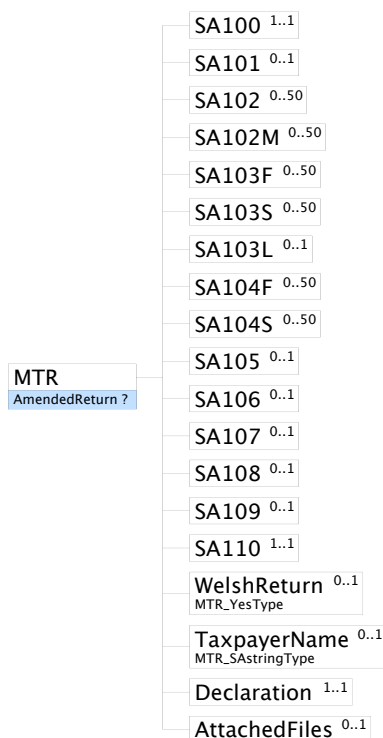 SA100 1..1
SA101 0..1
SA102 0..50
SA102M 0..50
SA103F 0..50
SA103S 0..50
SA103L 0..1
SA104F 0..50
SA104S 0..50
MTR
AmendedReturn ?
SA105 0..1
SA106 0..1
SA107 0..1
SA108 0..1
SA109 0..1
SA110 1..1
WelshReturn 0..1
MTR_YesType
TaxpayerName 0..1
MTR_SAstringType
Declaration 1..1
AttachedFiles 0..1